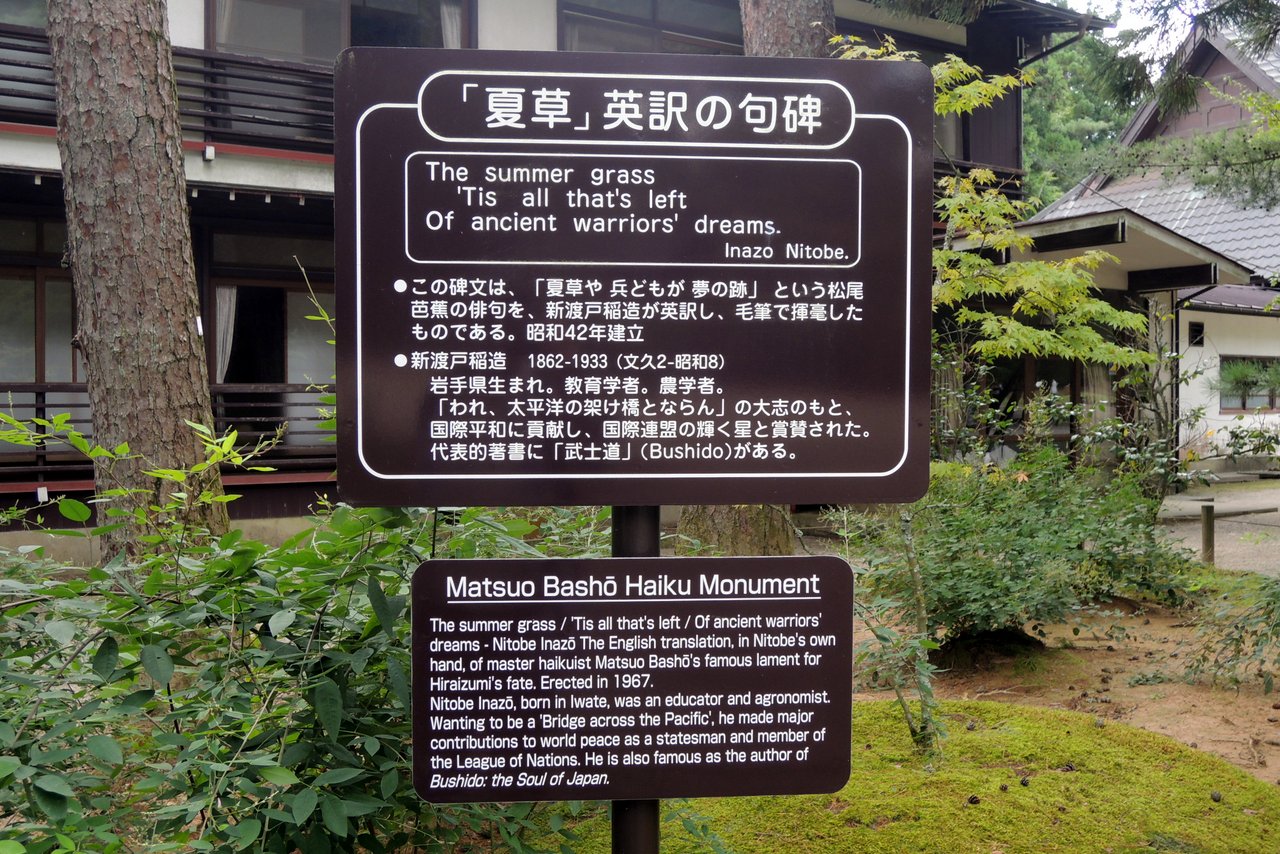 「夏草」英訳の句碑
The summer grass
'Tis all that's left
Of ancient warriors' dreams.
Inazo Nitobe.
●この碑文は、「夏草や 兵どもが 夢の跡」 という松尾
芭蕉の俳句を、新渡戸稲造が英訳し、毛筆で揮毫した
ものである。昭和42年建立
●新渡戸稲造 1862-1933（文久2-昭和8）
岩手県生まれ。教育学者。農学者。
「われ、太平洋の架け橋とならん」の大志のもと、
国際平和に貢献し、国際連盟の輝く星と賞賛された。
代表的著書に「武士道」(Bushido)がある。
Matsuo Bashō Haiku Monument
The summer grass / 'Tis all that's left / Of ancient warriors'
dreams - Nitobe Inazō The English translation, in Nitobe's own
hand, of master haikuist Matsuo Bashō's famous lament for
Hiraizumi's fate. Erected in 1967.
Nitobe Inazō, born in Iwate, was an educator and agronomist.
Wanting to be a 'Bridge across the Pacific', he made major
contributions to world peace as a statesman and member of
the League of Nations. He is also famous as the author of
Bushido: the Soul of Japan.